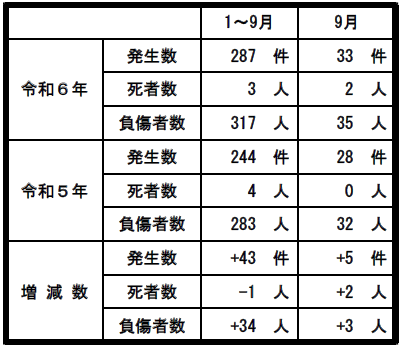 1～9月 9月
令和６年 発生数 287 件 33 件
死者数 3 人 2 人
負傷者数 317 人 35 人
令和５年 発生数 244 件 28 件
死者数 4 人 0 人
負傷者数 283 人 32 人
増減数 発生数 +43 件 +5 件
死者数 -1 人 +2 人
負傷者数 +34 人 +3 人